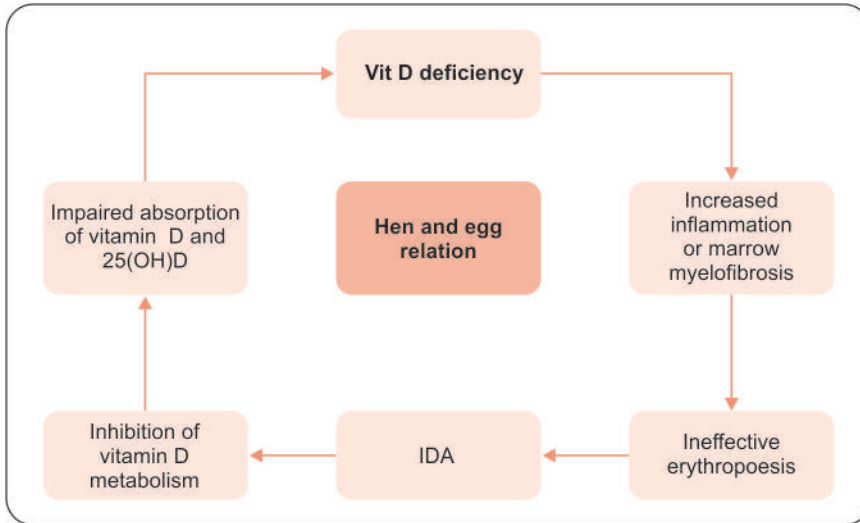 Vit D deficiency
Impaired absorption
of vitamin D and
25(OH)D
Hen and egg
relation
Increased
inflammation
or marrow
myelofibrosis
Inhibition of
vitamin D
metabolism
IDA
Ineffective
erythropoesis